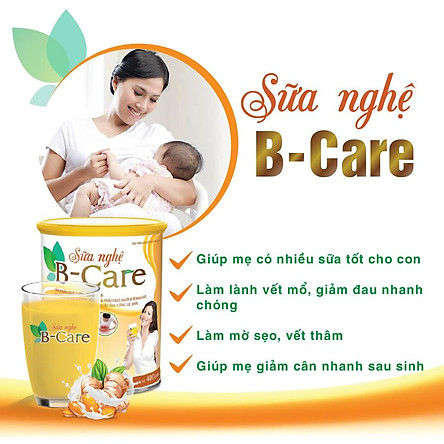 Sữa nghệ
B-Care
Sữa nghệ
B-Care
Sữa nghệ
B-Care
Giúp mẹ có nhiều sữa tốt cho con
Làm lành vết mổ, giảm đau nhanh
chóng
Làm mờ sẹo, vết thâm
Giúp mẹ giảm cân nhanh sau sinh